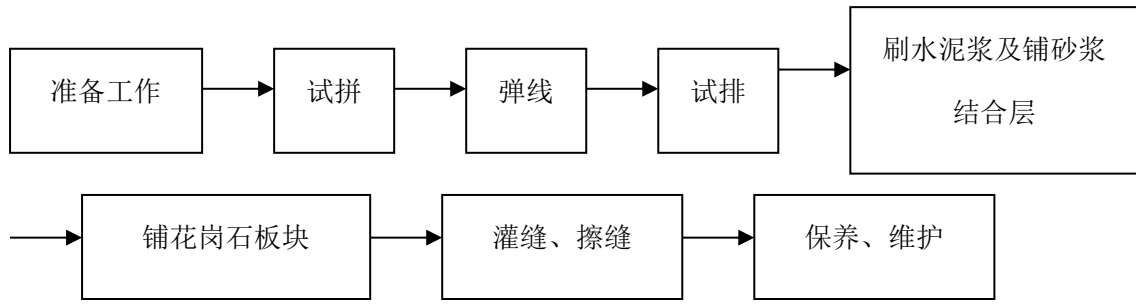 准备工作
试拼
弹线
试排
刷水泥浆及铺砂浆
结合层
铺花岗石板块
灌缝、擦缝
保养、维护